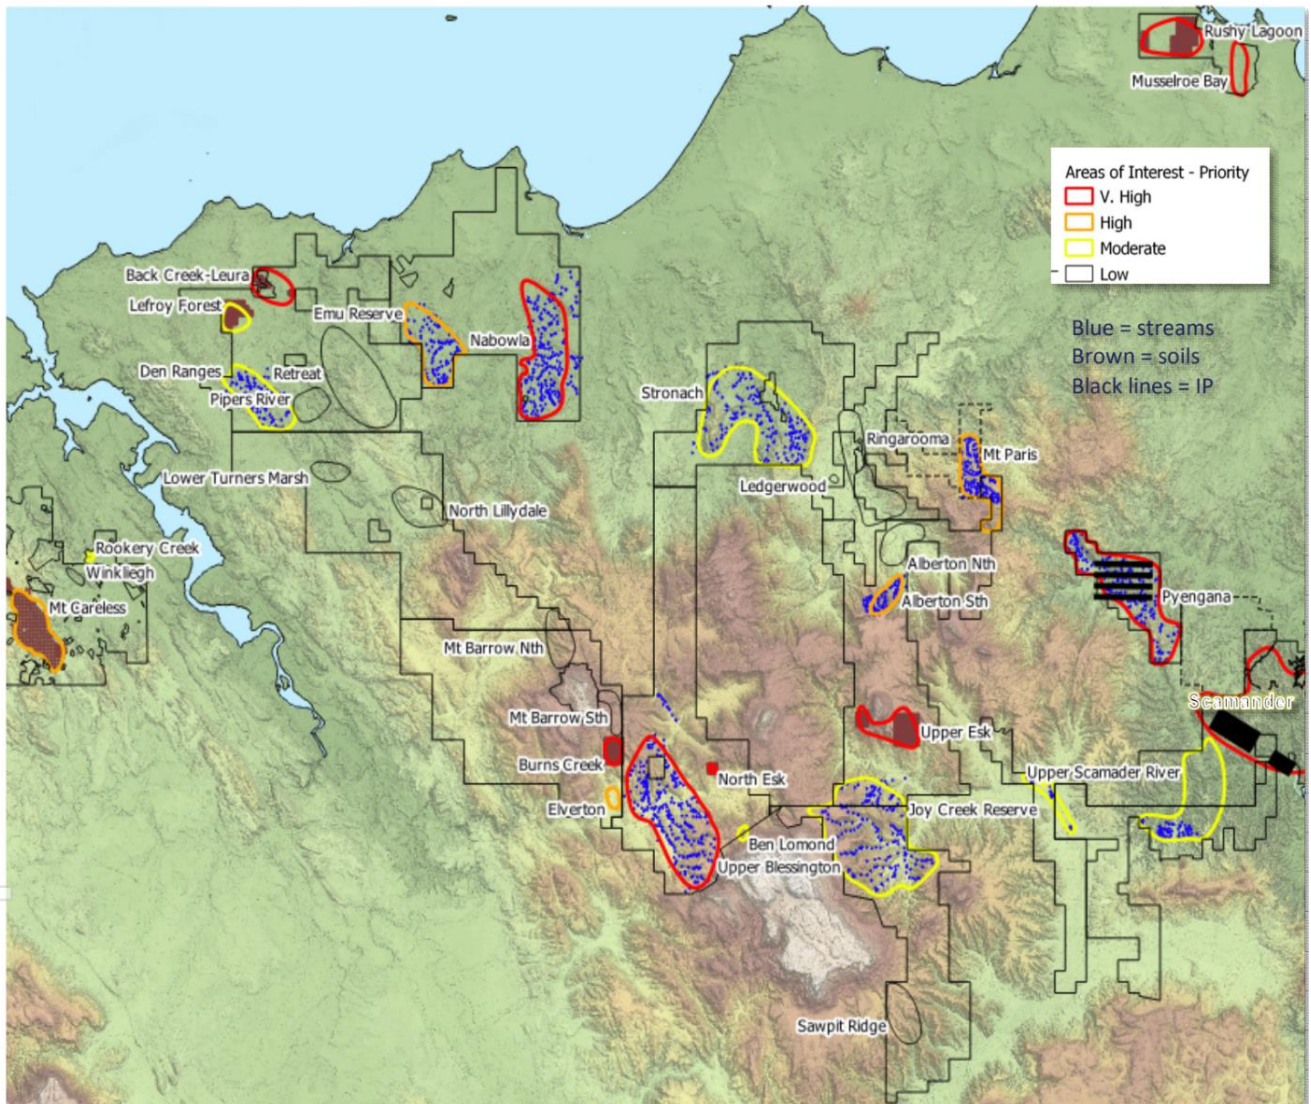 Rushy Lagoon
Musselroe Bay
Areas of Interest - Priority
V. High
High
Moderate
Low
Blue = streams
Brown = soils
Black lines = IP
Back Creek-Leura
Lefroy Forest
Emu Reserve
Nabowla
Den Ranges
Retreat
Pipers River
Stronach
Ringarooma
Mt Paris
Lower Turners Marsh
Ledgerwood
North Lillydale
Rookery Creek
Winkliegh
Alberton Nth
Mt Careless
Alberton Sth
Pyengana
Mt Barrow Nth
Scamander
Mt Barrow Sth
Upper Esk
Burns Creek
North Esk
Upper Scamader River
Elverton
Joy Creek Reserve
Ben Lomond
Upper Blessington
Sawpit Ridge